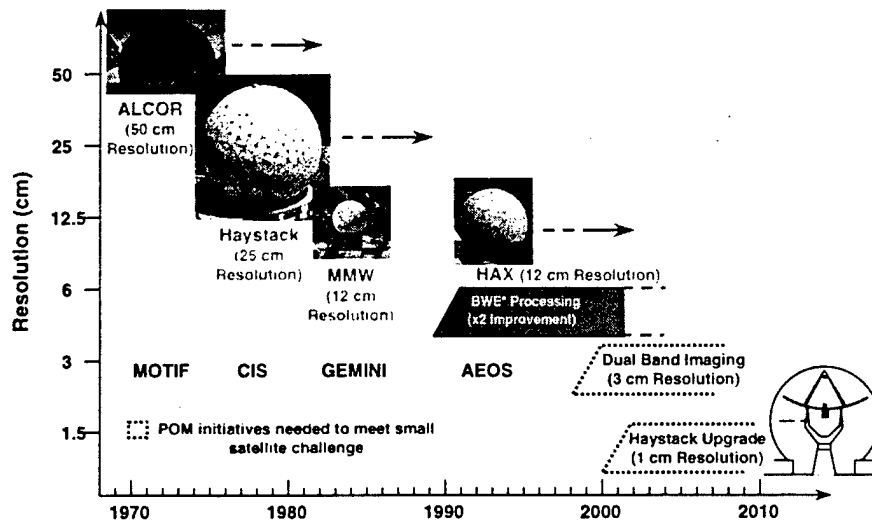 Resolution (cm)
50
25
12.5
6
3
1.5
ALCOR
(50 cm
Resolution)
Haystack
(25 cm
Resolution)
MMW
(12 cm
Resolution)
HAX (12 cm Resolution)
BWE* Processing
(x2 Improvement)
MOTIF
CIS
GEMINI
AEOS
Dual Band Imaging
(3 cm Resolution)
POM initiatives needed to meet small
satellite challenge
Haystack Upgrade
(1 cm Resolution)
1970
1980
1990
2000
2010